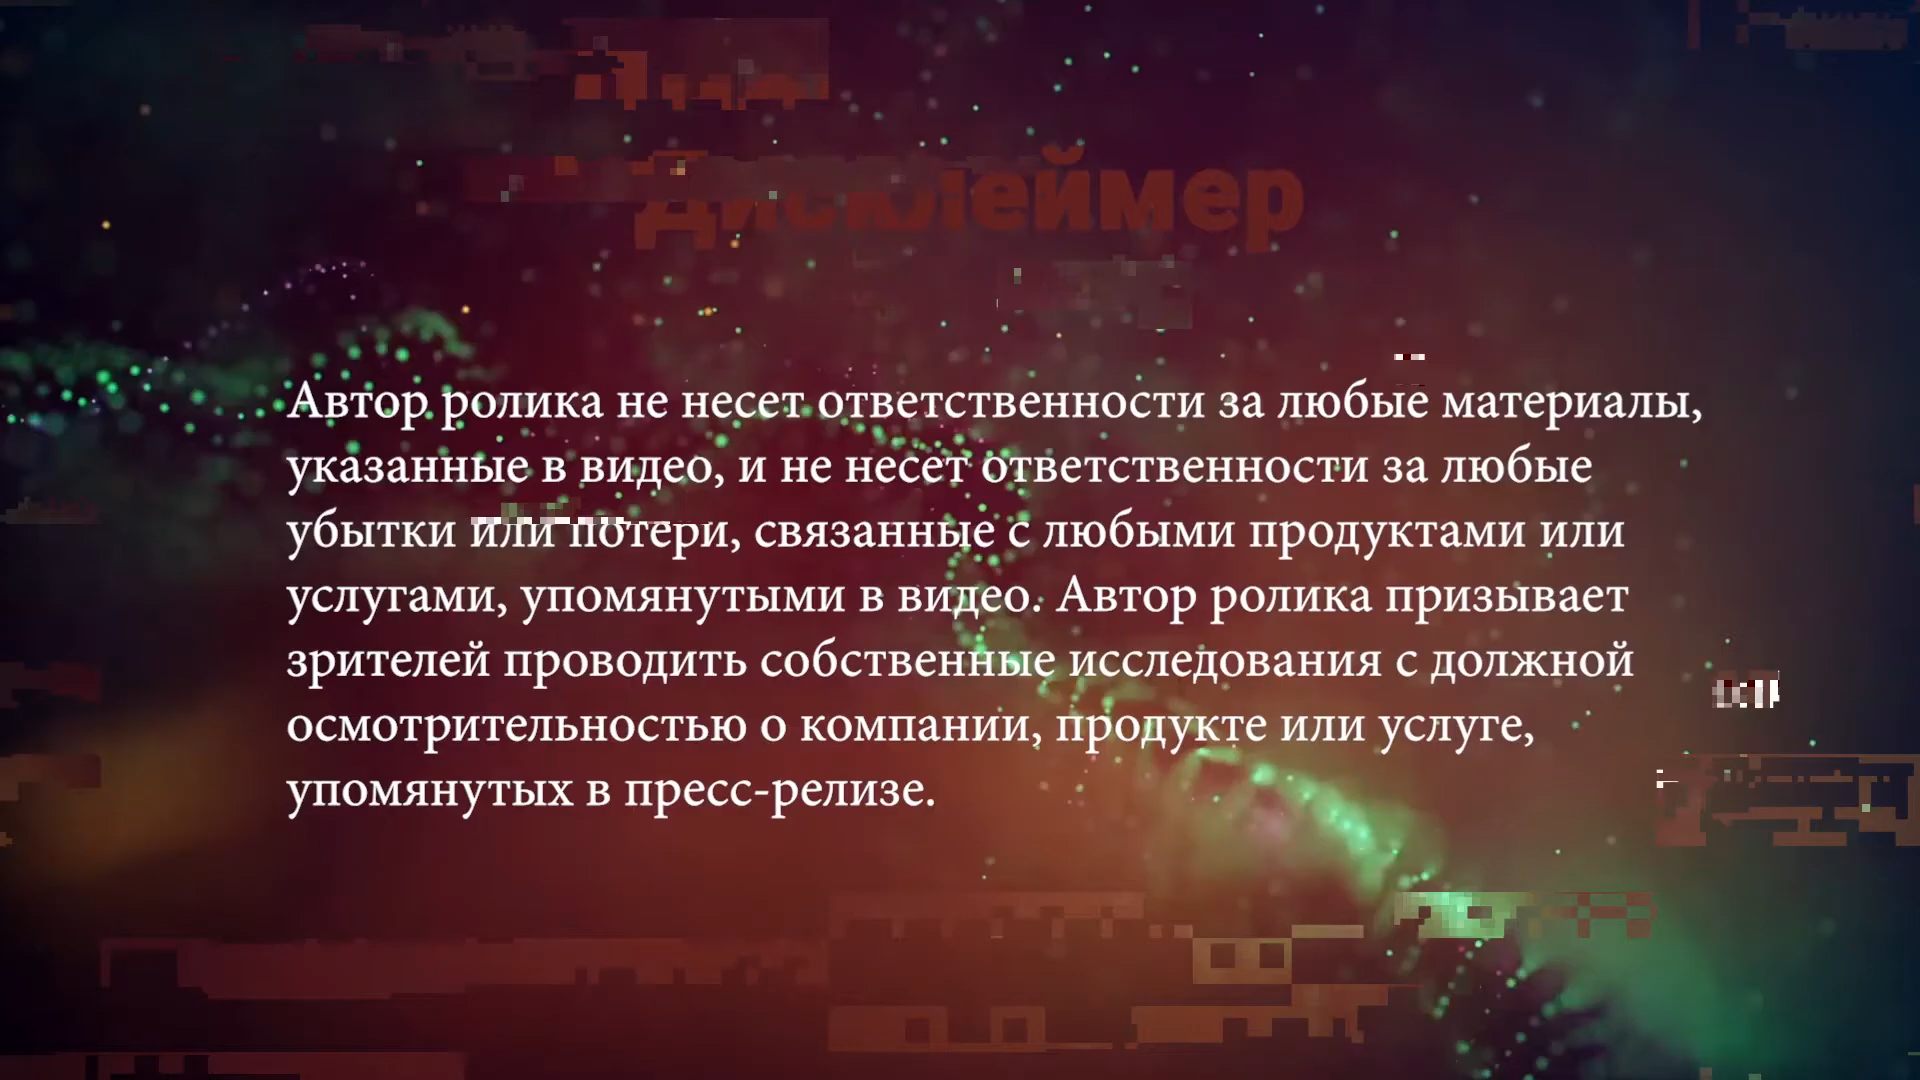 Дисклеймер
Автор ролика не несет ответственности за любые материалы,
указанные в видео, и не несет ответственности за любые
убытки или потери, связанные с любыми продуктами или
услугами, упомянутыми в видео. Автор ролика призывает
зрителей проводить собственные исследования с должной
осмотрительностью о компании, продукте или услуге,
упомянутых в пресс-релизе.